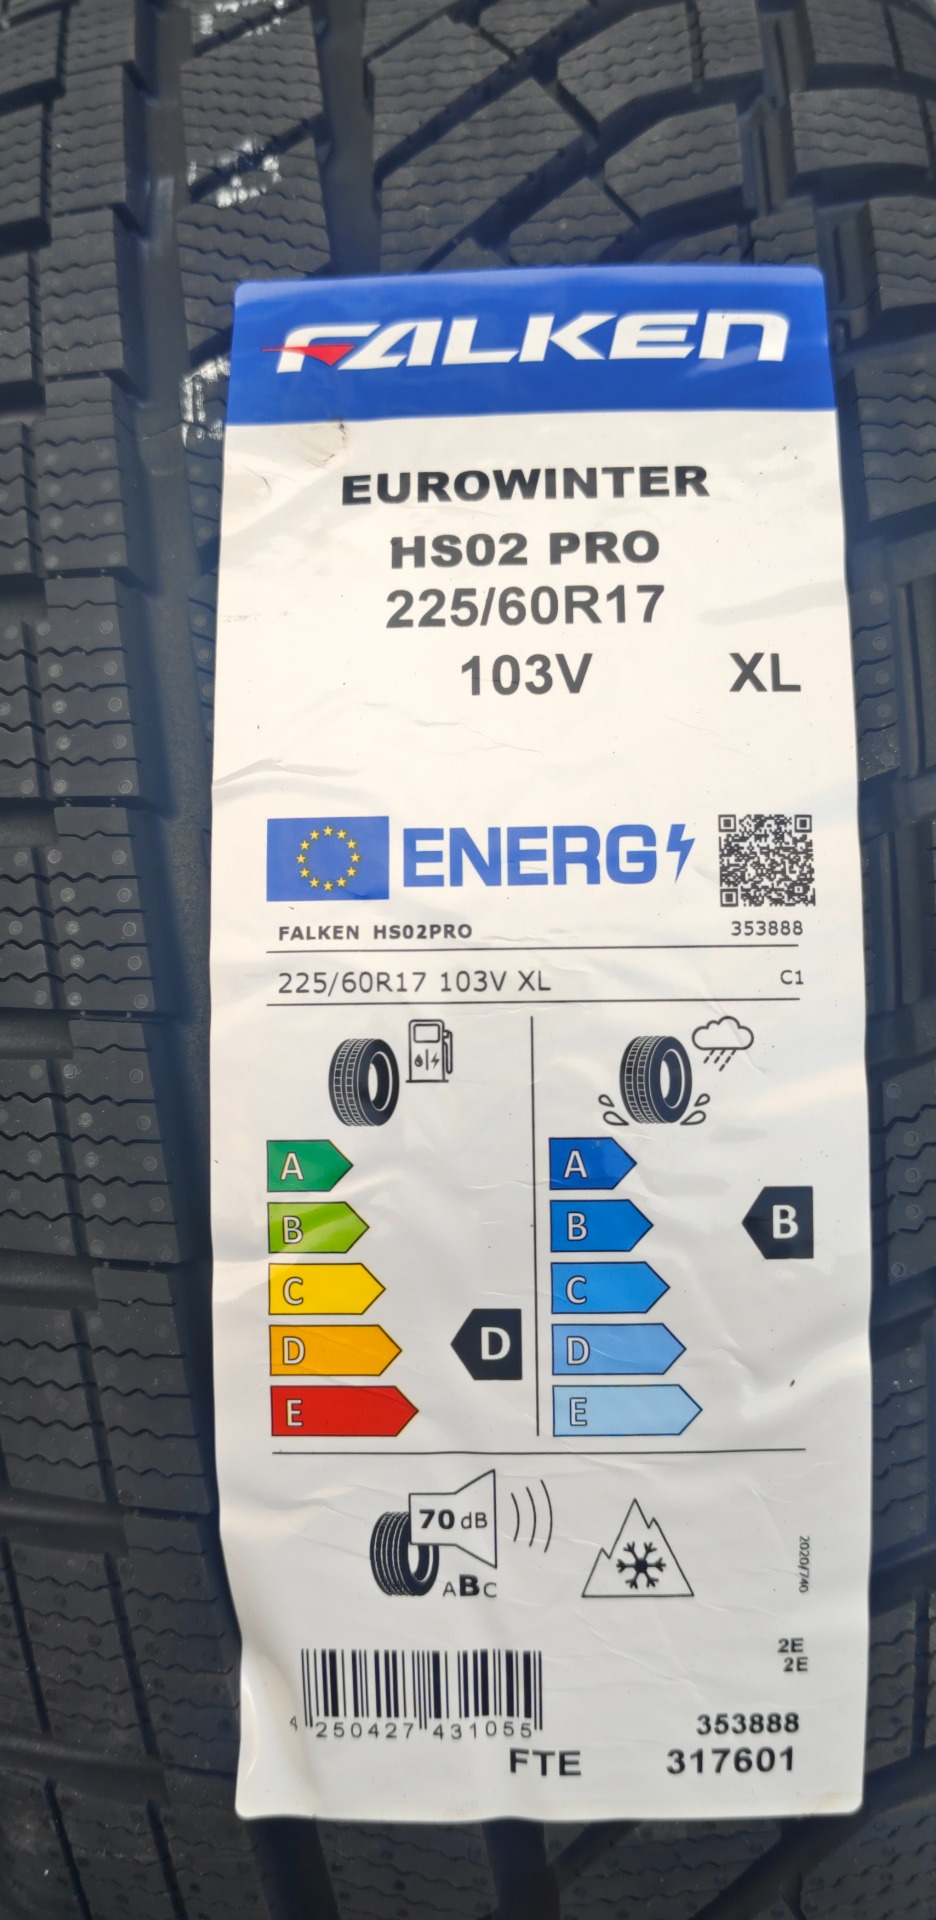 FALKEN
EUROWINTER
HS02 PRO
225/60R17
103V XL
ENERG
FALKEN HS02PRO 353888
225/60R17 103V XL C1
A A
B B B
C C
D D D
E E
70 dB
ABC
2020/740
2E
2E
4 250427 431055
353888
FTE 317601